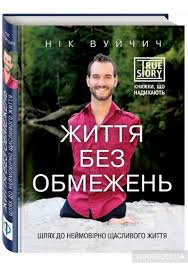 НІК ВУЙЧИЧ
TRUE
STORY
КНИЖКИ, ЩО
НАДИХАЮТЬ
ЖИТТЯ
БЕЗ
ОБМЕЖЕНЬ
ШЛЯХ ДО НЕЙМОВІРНО ЩАСЛИВОГО ЖИТТЯ